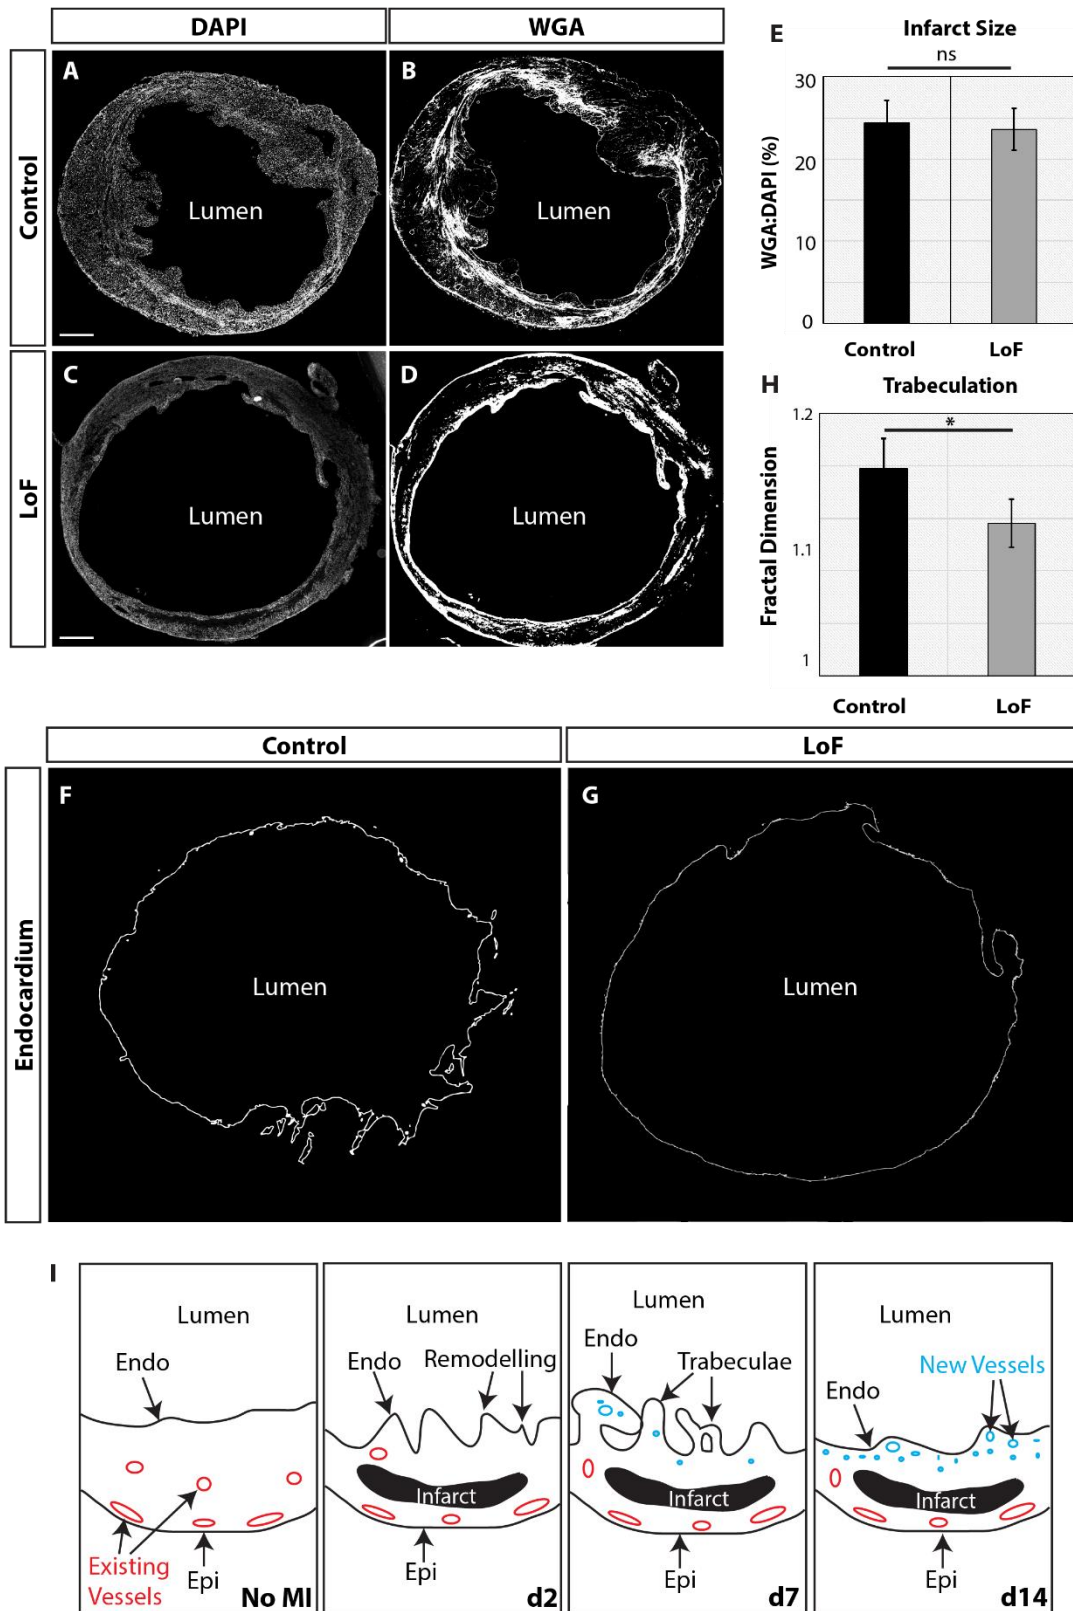 DAPI
WGA
Control
LoF
A
Lumen
B
C
Lumen
D
Lumen
E
Infarct Size
ns
30
20
10
0
WGA:DAPI (%)
Control
LoF
H
Trabeculation
*
1.2
1.1
1
Fractal Dimension
Control
LoF
Control
LoF
Endocardium
F
Lumen
G
Lumen
I
Lumen
Endo
Existing
Vessels
Epi
No MI
Lumen
Endo
Remodelling
Infarct
Epi
d2
Lumen
Endo
Trabeculae
Infarct
Epi
d7
Lumen
New Vessels
Endo
Infarct
Epi
d14